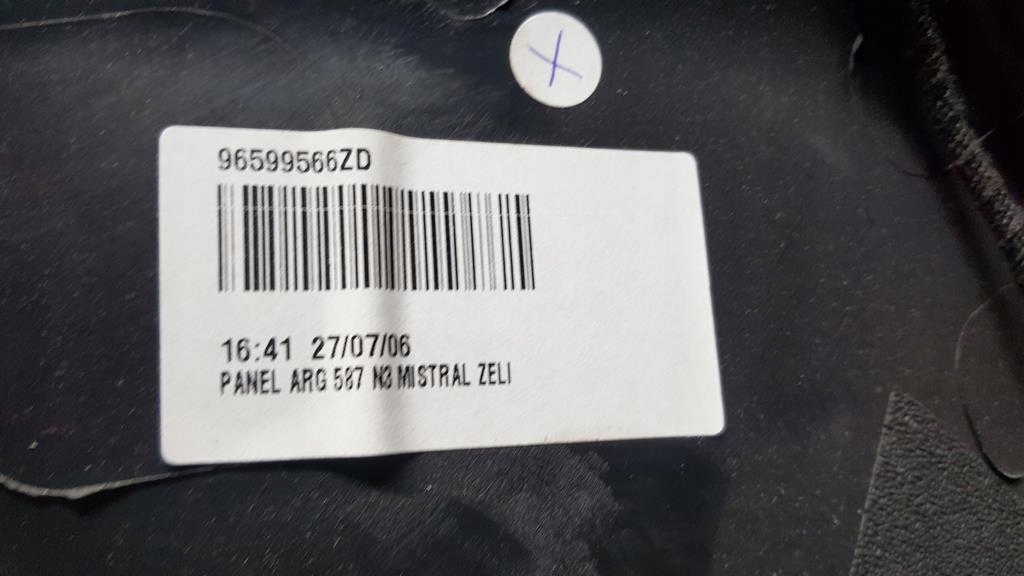 X
96599566ZD
16:41 27/07/06
PANEL ARG 587 N3 MISTRAL ZELI